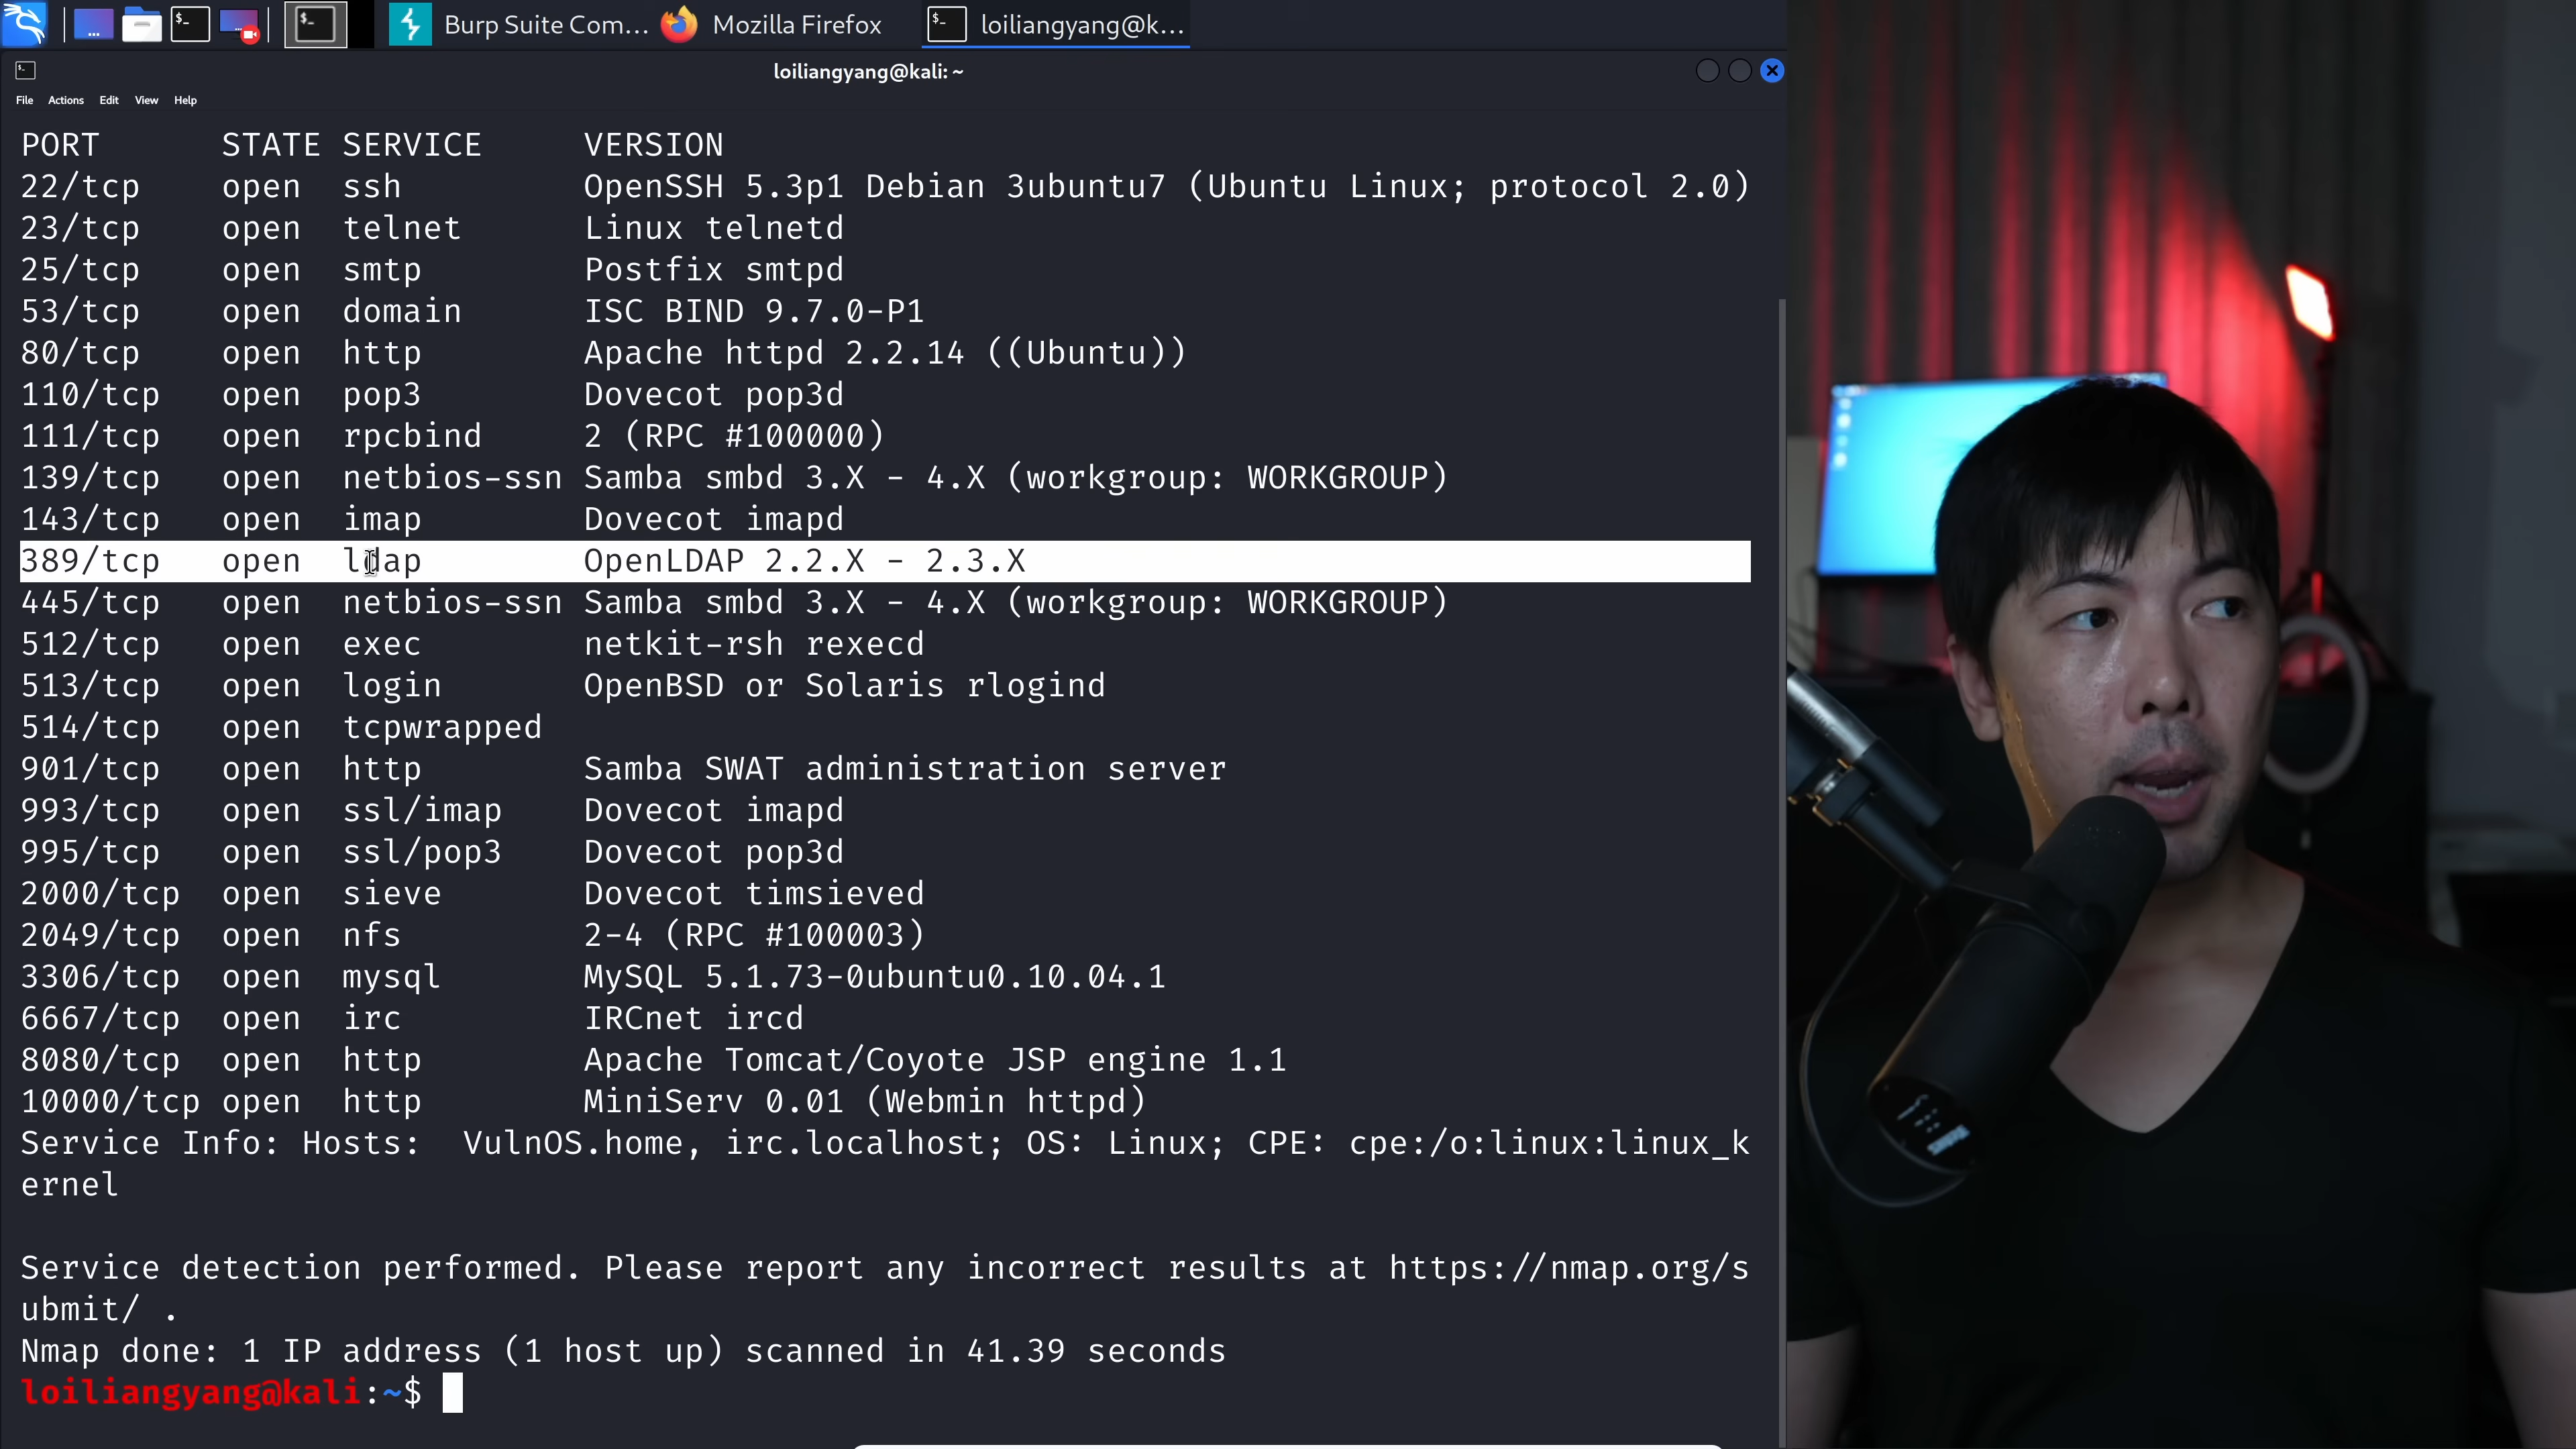 Burp Suite Com...
Mozilla Firefox
loiliangyang@k...
loiliangyang@kali: ~
File Actions Edit View Help
PORT STATE SERVICE VERSION
22/tcp open ssh OpenSSH 5.3p1 Debian 3ubuntu7 (Ubuntu Linux; protocol 2.0)
23/tcp open telnet Linux telnetd
25/tcp open smtp Postfix smtpd
53/tcp open domain ISC BIND 9.7.0-P1
80/tcp open http Apache httpd 2.2.14 ((Ubuntu))
110/tcp open pop3 Dovecot pop3d
111/tcp open rpcbind 2 (RPC #100000)
139/tcp open netbios-ssn Samba smbd 3.X - 4.X (workgroup: WORKGROUP)
143/tcp open imap Dovecot imapd
389/tcp open ldap OpenLDAP 2.2.X - 2.3.X
445/tcp open netbios-ssn Samba smbd 3.X - 4.X (workgroup: WORKGROUP)
512/tcp open exec netkit-rsh rexecd
513/tcp open login OpenBSD or Solaris rlogind
514/tcp open tcpwrapped
901/tcp open http Samba SWAT administration server
993/tcp open ssl/imap Dovecot imapd
995/tcp open ssl/pop3 Dovecot pop3d
2000/tcp open sieve Dovecot timsieved
2049/tcp open nfs 2-4 (RPC #100003)
3306/tcp open mysql MySQL 5.1.73-0ubuntu0.10.04.1
6667/tcp open irc IRCnet ircd
8080/tcp open http Apache Tomcat/Coyote JSP engine 1.1
10000/tcp open http MiniServ 0.01 (Webmin httpd)
Service Info: Hosts:  VulnOS.home, irc.localhost; OS: Linux; CPE: cpe:/o:linux:linux_k
ernel
Service detection performed. Please report any incorrect results at https://nmap.org/s
ubmit/ .
Nmap done: 1 IP address (1 host up) scanned in 41.39 seconds
loiliangyang@kali:~$